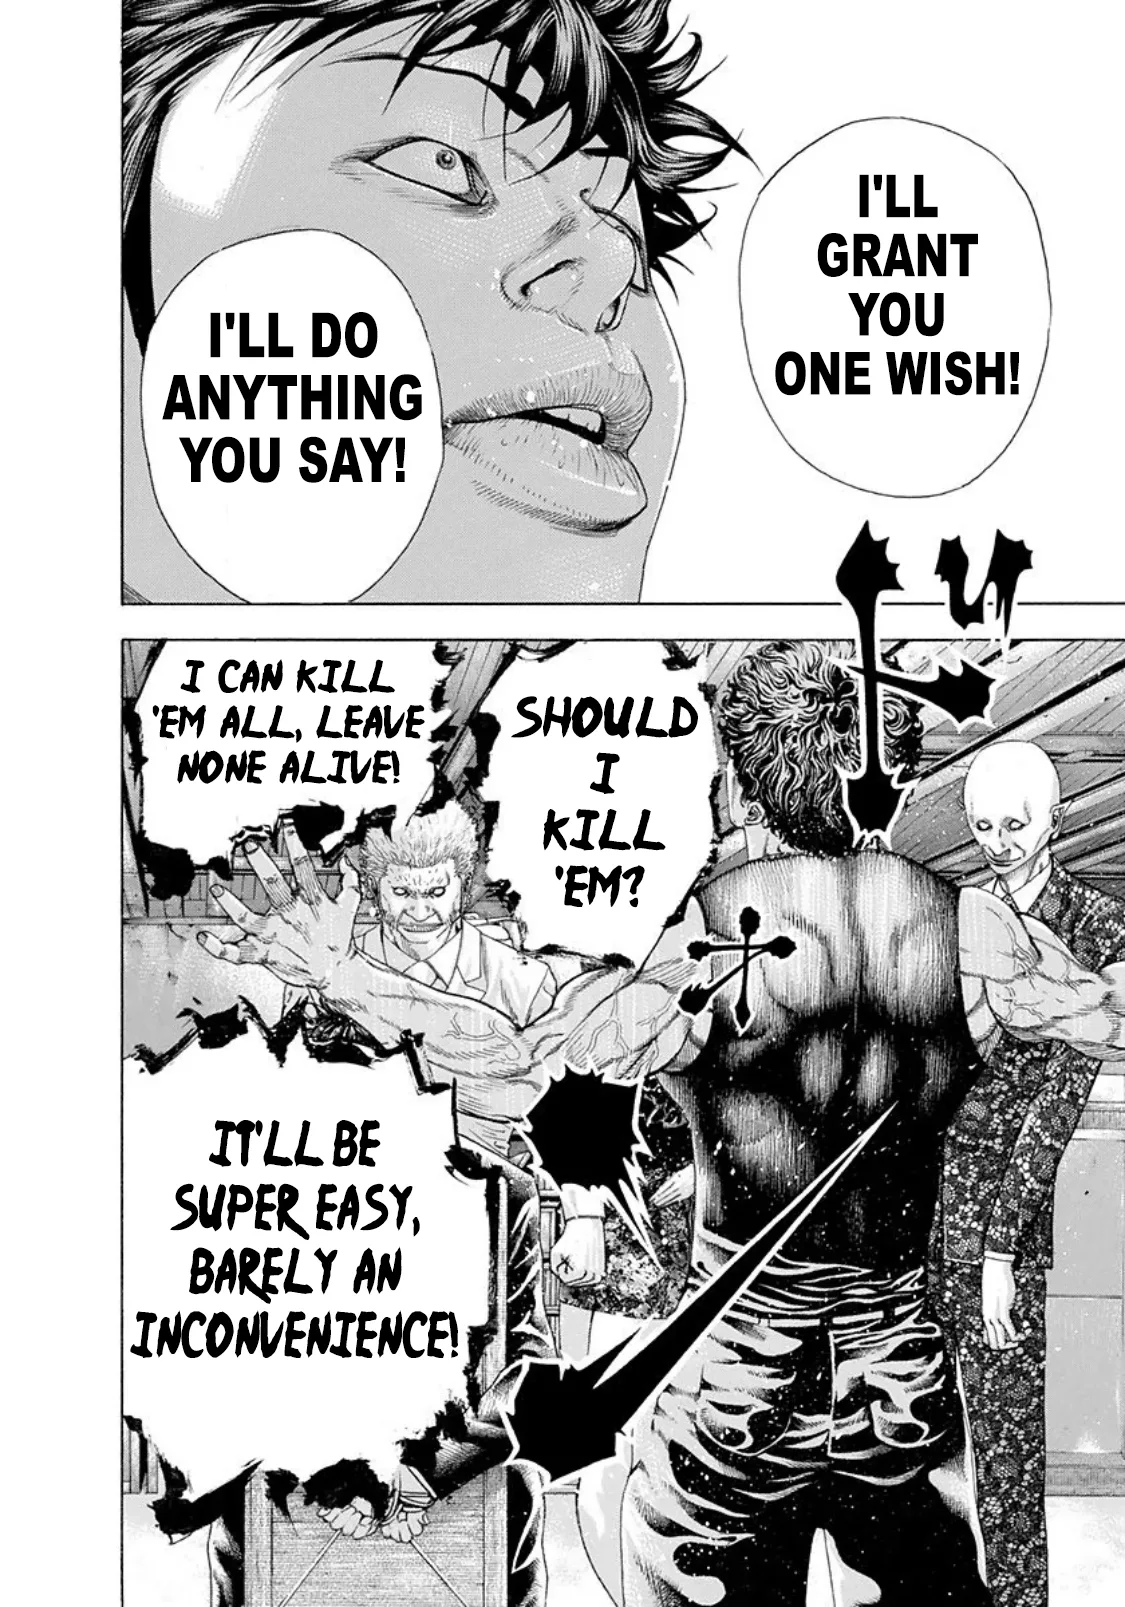 I'LL
GRANT
YOU
ONE WISH!
I'LL DO
ANYTHING
YOU SAY!
SHOULD
I
KILL
'EM?
I CAN KILL
'EM ALL, LEAVE
NONE ALIVE!
IT'LL BE
SUPER EASY,
BARELY AN
INCONVENIENCE!